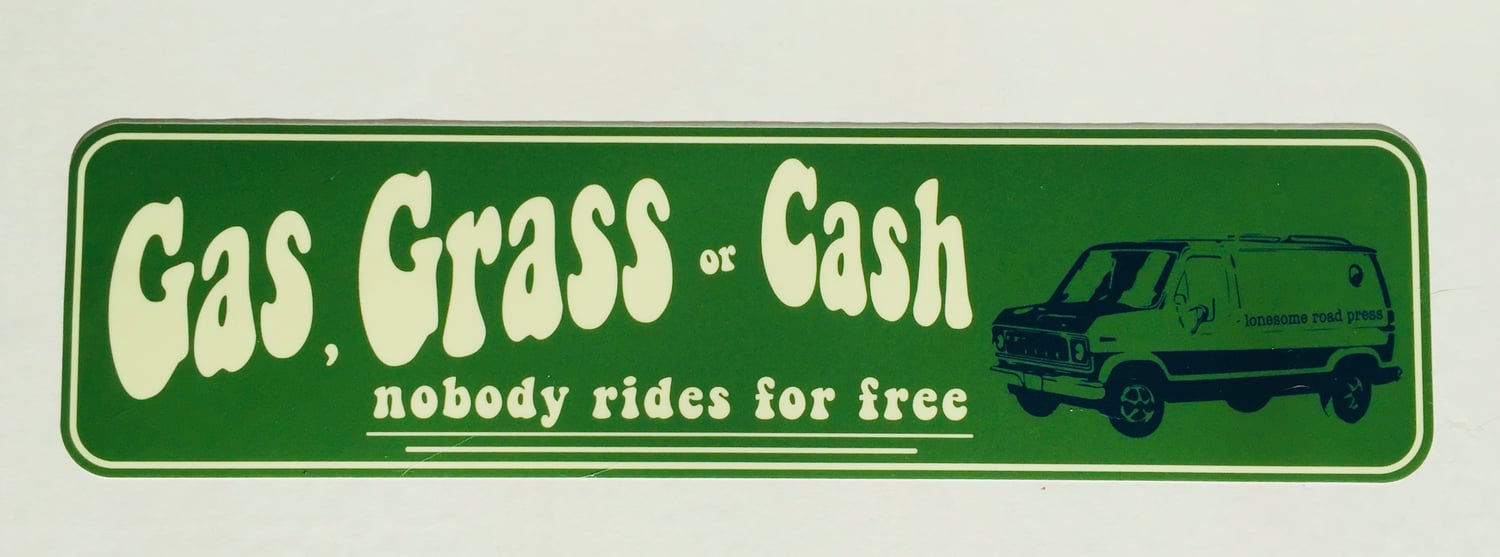 Gas, Grass or Cash
nobody rides for free
lonesome road press